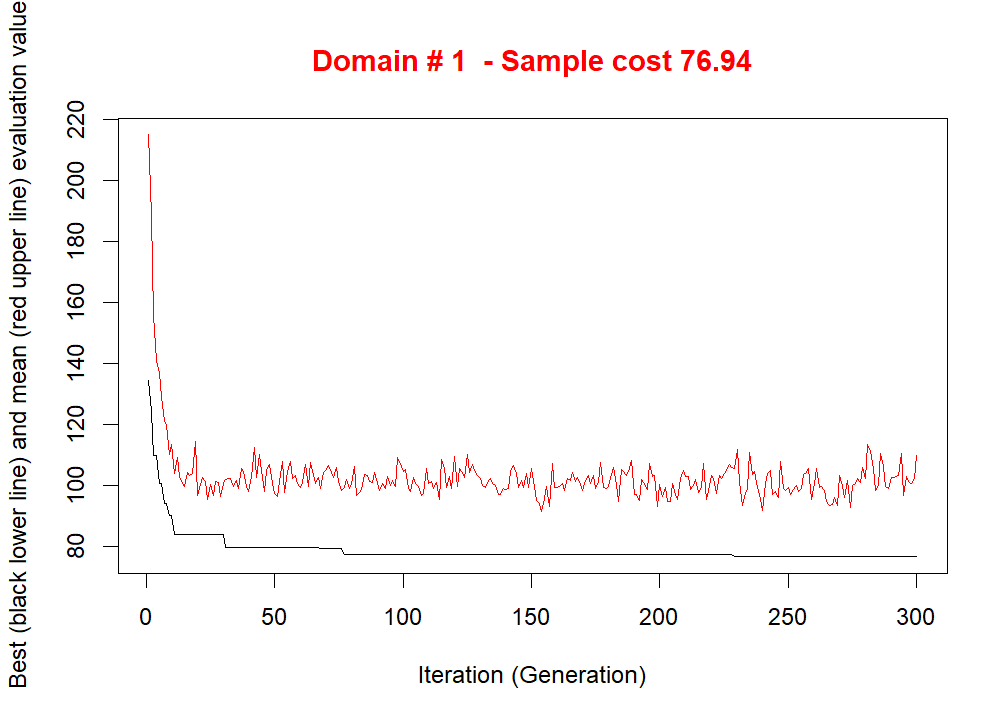 Domain # 1  - Sample cost 76.94
Best (black lower line) and mean (red upper line) evaluation value
220
200
180
160
140
120
100
80
0 50 100 150 200 250 300
Iteration (Generation)